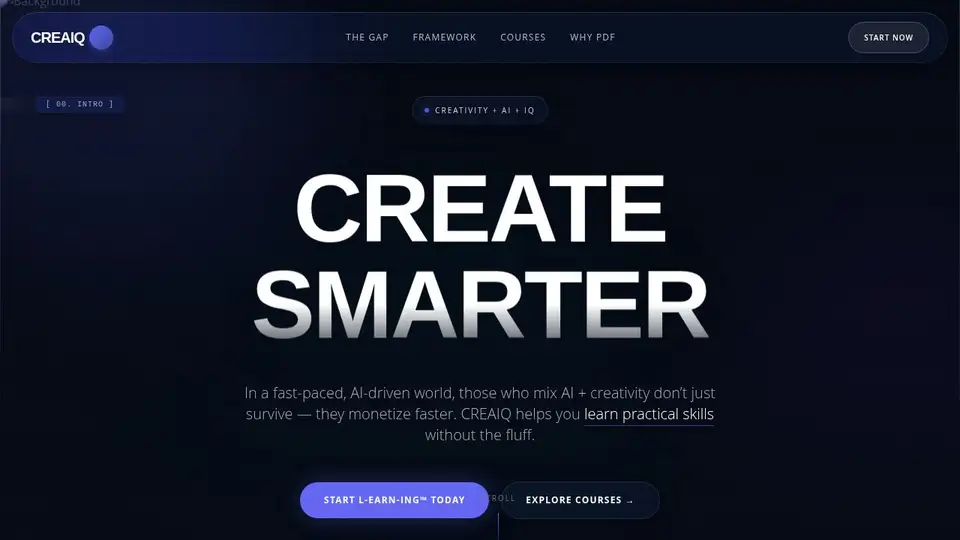 Background
CREAIQ
THE GAP
FRAMEWORK
COURSES
WHY PDF
START NOW
[ 00. INTRO ]
CREATIVITY + AI + IQ
CREATE
SMARTER
In a fast-paced, AI-driven world, those who mix AI + creativity don’t just
survive — they monetize faster. CREAIQ helps you learn practical skills
without the fluff.
START L-EARN-ING™ TODAY
EXPLORE COURSES →